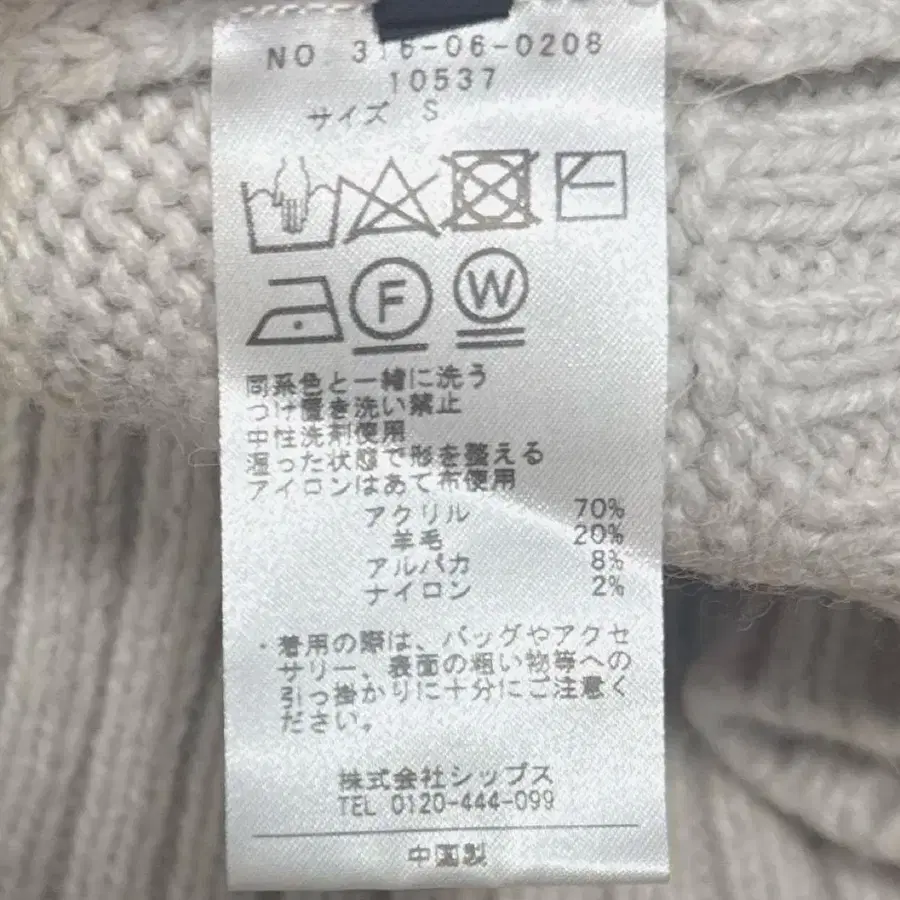 NO 316-06-0208
10537
サイズ S
F W
同系色と一緒に洗う
つけ置き洗い禁止
中性洗剤使用
湿った状態で形を整える
アイロンはあて布使用
アクリル 70%
羊毛 20%
アルパカ 8%
ナイロン 2%
・着用の際は、バッグやアクセ
サリー、表面の粗い物等への
引っ掛かりに十分にご注意く
ださい。
株式会社シップス
TEL 0120-444-099
中国製